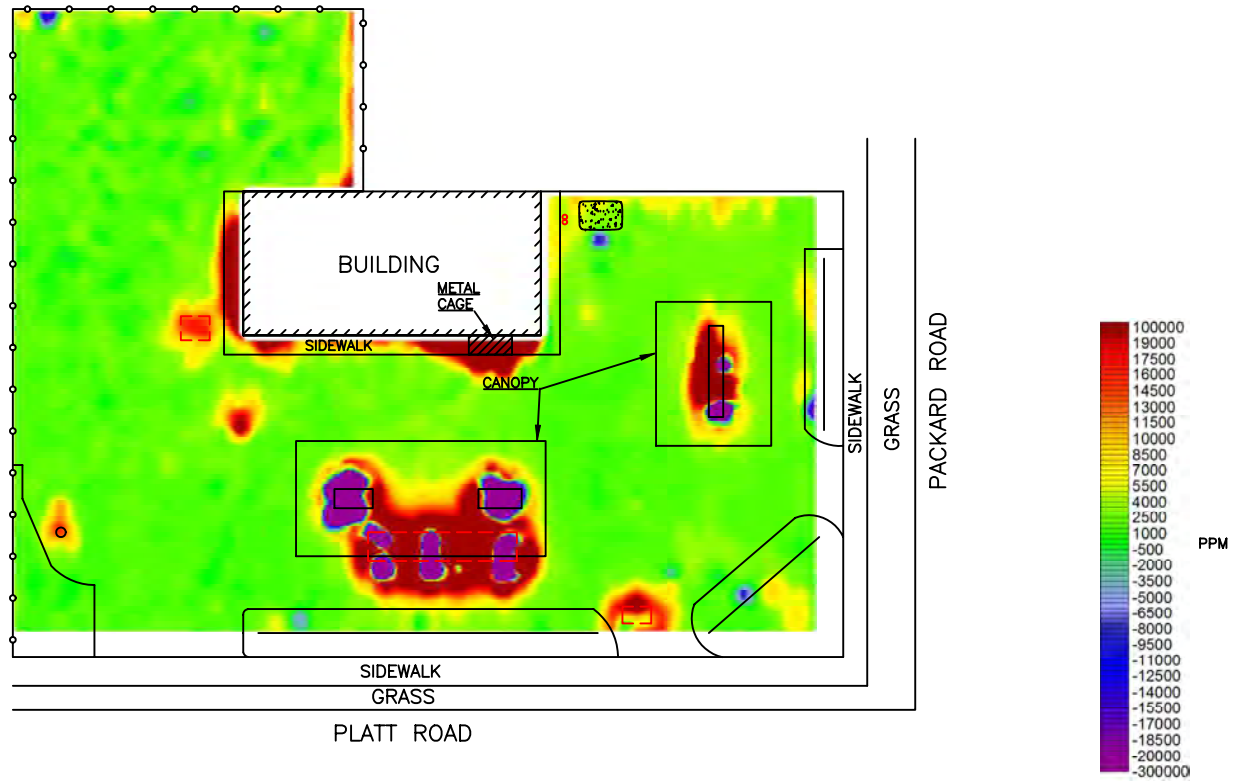 8
BUILDING
METAL
CAGE
SIDEWALK
CANOPY
SIDEWALK
GRASS
PACKARD ROAD
SIDEWALK
GRASS
PLATT ROAD
100000
19000
17500
16000
14500
13000
11500
10000
8500
7000
5500
4000
2500
1000
-500
-2000
-3500
-5000
-6500
-8000
-9500
-11000
-12500
-14000
-15500
-17000
-18500
-20000
-300000
PPM